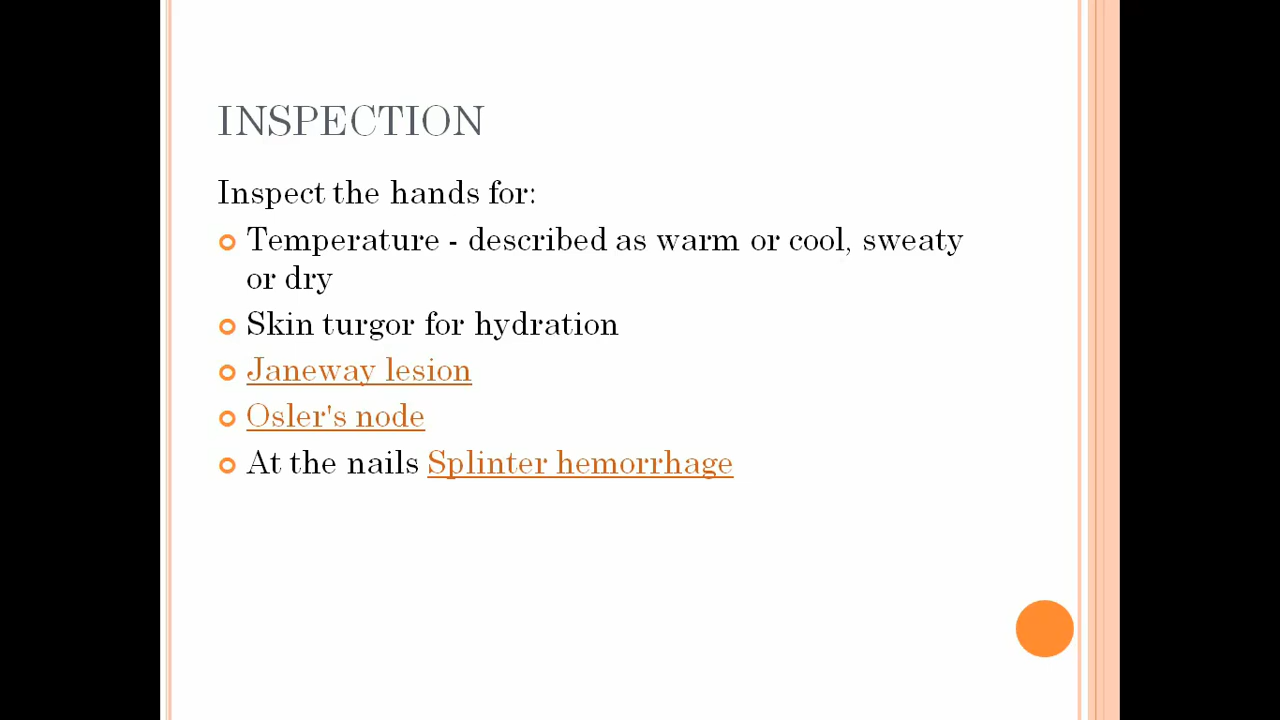 INSPECTION
Inspect the hands for:
Temperature - described as warm or cool, sweaty
or dry
Skin turgor for hydration
Janeway lesion
Osler's node
At the nails Splinter hemorrhage